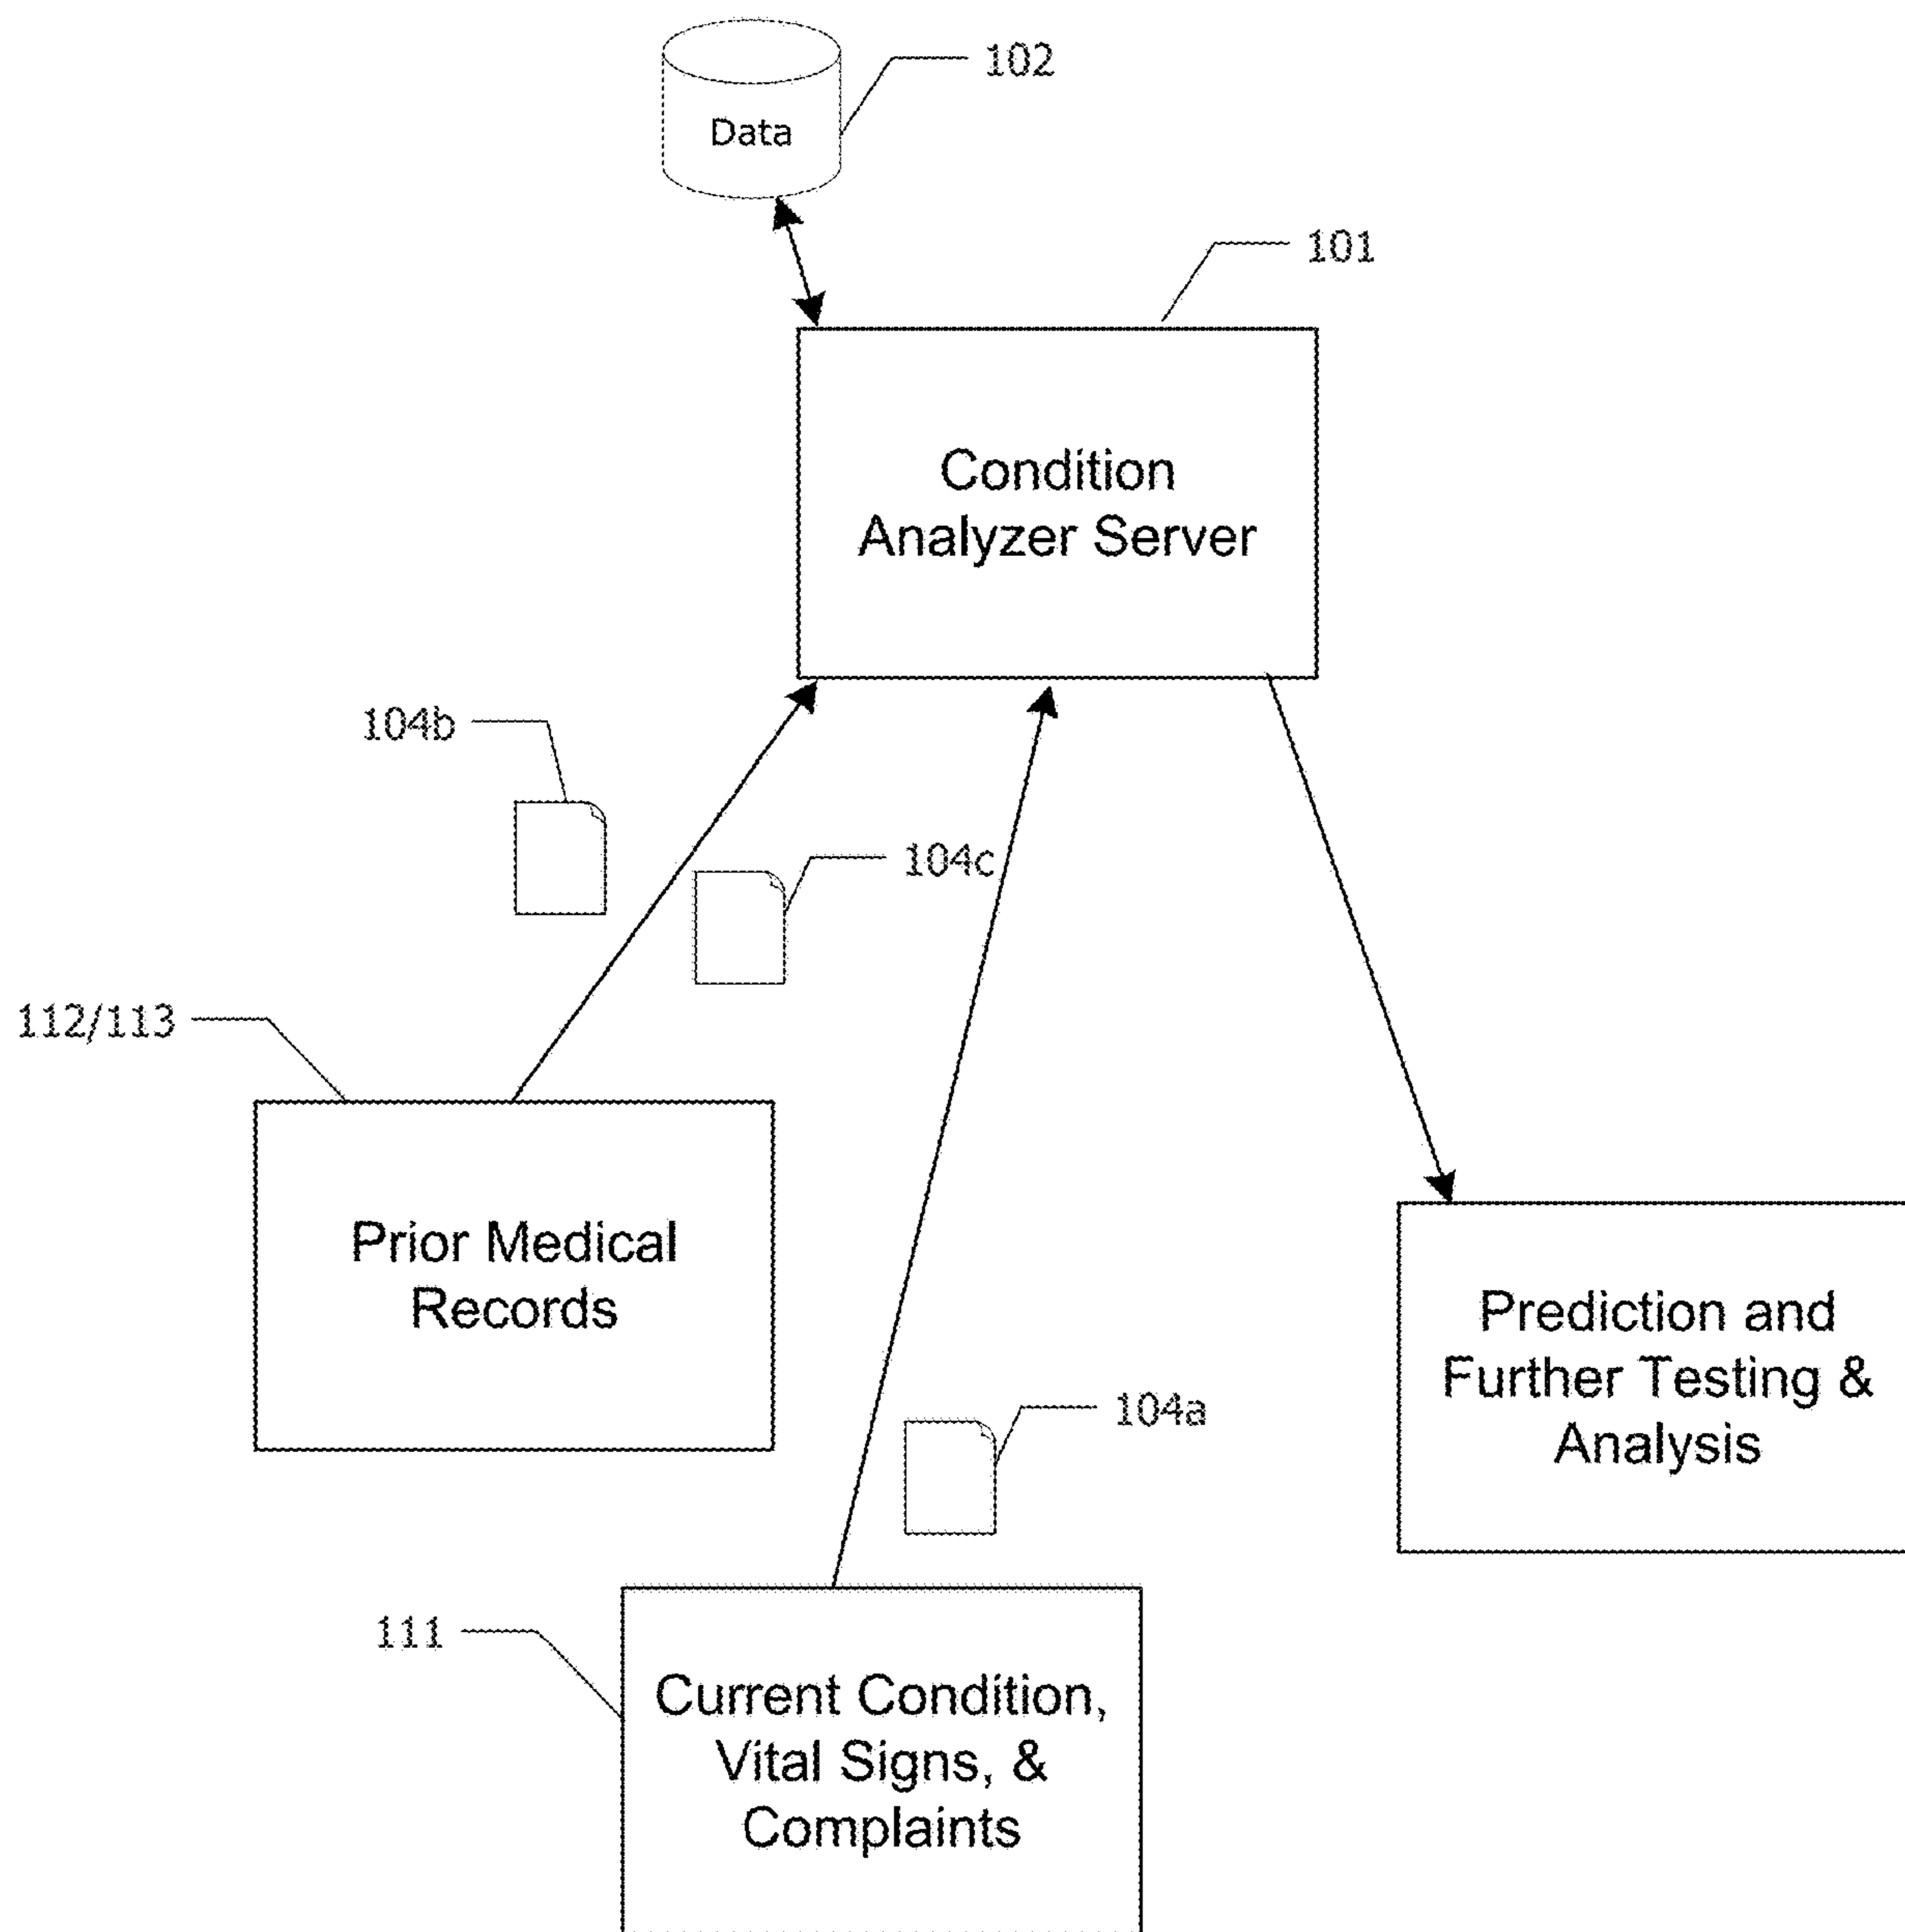 102
Data
101
Condition
Analyzer Server
104b
104c
112/113
Prior Medical
Records
Prediction and
Further Testing &
Analysis
104a
111
Current Condition,
Vital Signs, &
Complaints